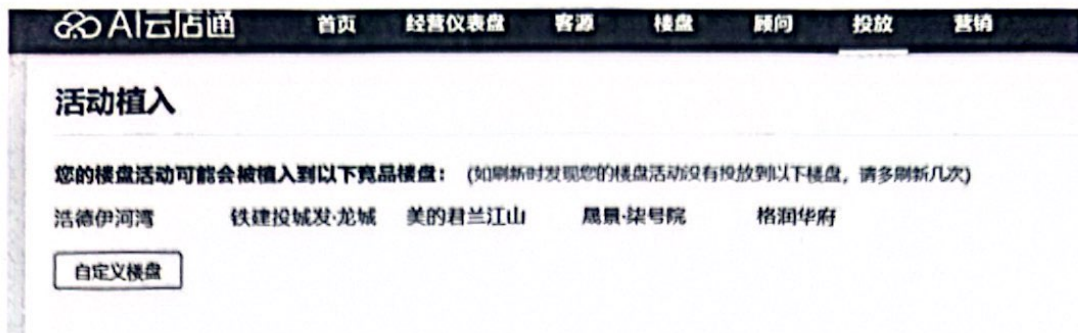 AI云店通 首页 经营仪表盘 客源 楼盘 顾问 投放 营销
活动植入
您的楼盘活动可能会被植入到以下竞品楼盘: (如刷新时发现您的楼盘活动没有投放到以下楼盘, 请多刷新几次)
浩德伊河湾 铁建投城发·龙城 美的君兰江山 晟景·柒号院 格润华府
自定义楼盘